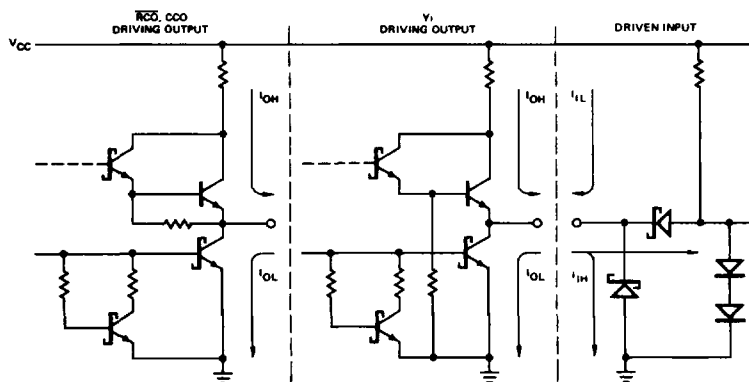 RCO, CCO
DRIVING OUTPUT
Yi
DRIVING OUTPUT
DRIVEN INPUT
VCC
IOH
IOH
IIL
IOL
IOL
IIH